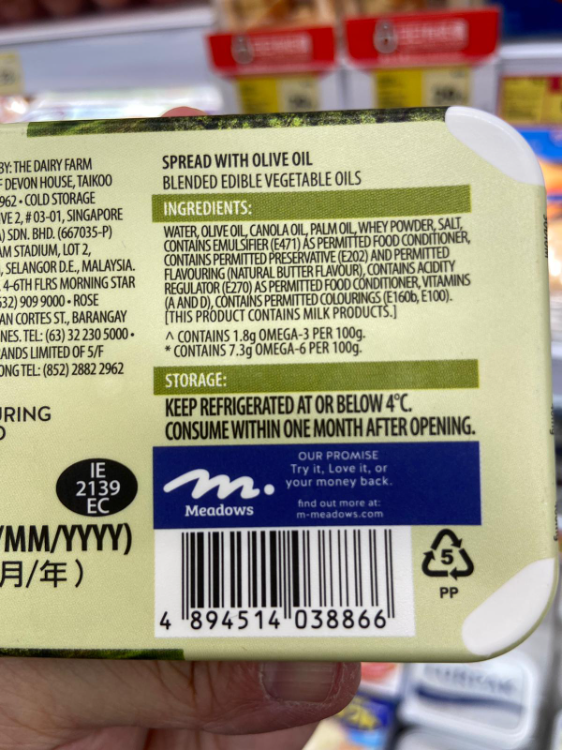 BY: THE DAIRY FARM
F DEVON HOUSE, TAIKOO
962 • COLD STORAGE
VE 2, # 03-01, SINGAPORE
A) SDN. BHD. (667035-P)
AM STADIUM, LOT 2,
, SELANGOR D.E., MALAYSIA.
, 4-6TH FLRS MORNING STAR
532) 909 9000 • ROSE
AN CORTES ST., BARANGAY
NES. TEL: (63) 32 230 5000 •
ANDS LIMITED OF 5/F
ONG TEL: (852) 2882 2962
URING
IE
2139
EC
/MM/YYYY)
月/年)
SPREAD WITH OLIVE OIL
BLENDED EDIBLE VEGETABLE OILS
INGREDIENTS:
WATER, OLIVE OIL, CANOLA OIL, PALM OIL, WHEY POWDER, SALT,
CONTAINS EMULSIFIER (E471) AS PERMITTED FOOD CONDITIONER,
CONTAINS PERMITTED PRESERVATIVE (E202) AND PERMITTED
FLAVOURING (NATURAL BUTTER FLAVOUR), CONTAINS ACIDITY
REGULATOR (E270) AS PERMITTED FOOD CONDITIONER, VITAMINS
(A AND D), CONTAINS PERMITTED COLOURINGS (E160b, E100).
[THIS PRODUCT CONTAINS MILK PRODUCTS.]
^ CONTAINS 1.8g OMEGA-3 PER 100g.
* CONTAINS 7.3g OMEGA-6 PER 100g.
STORAGE:
KEEP REFRIGERATED AT OR BELOW 4°C.
CONSUME WITHIN ONE MONTH AFTER OPENING.
m.
Meadows
OUR PROMISE
Try it, Love it, or
your money back.
find out more at:
m-meadows.com
4 894514 038866
5
PP